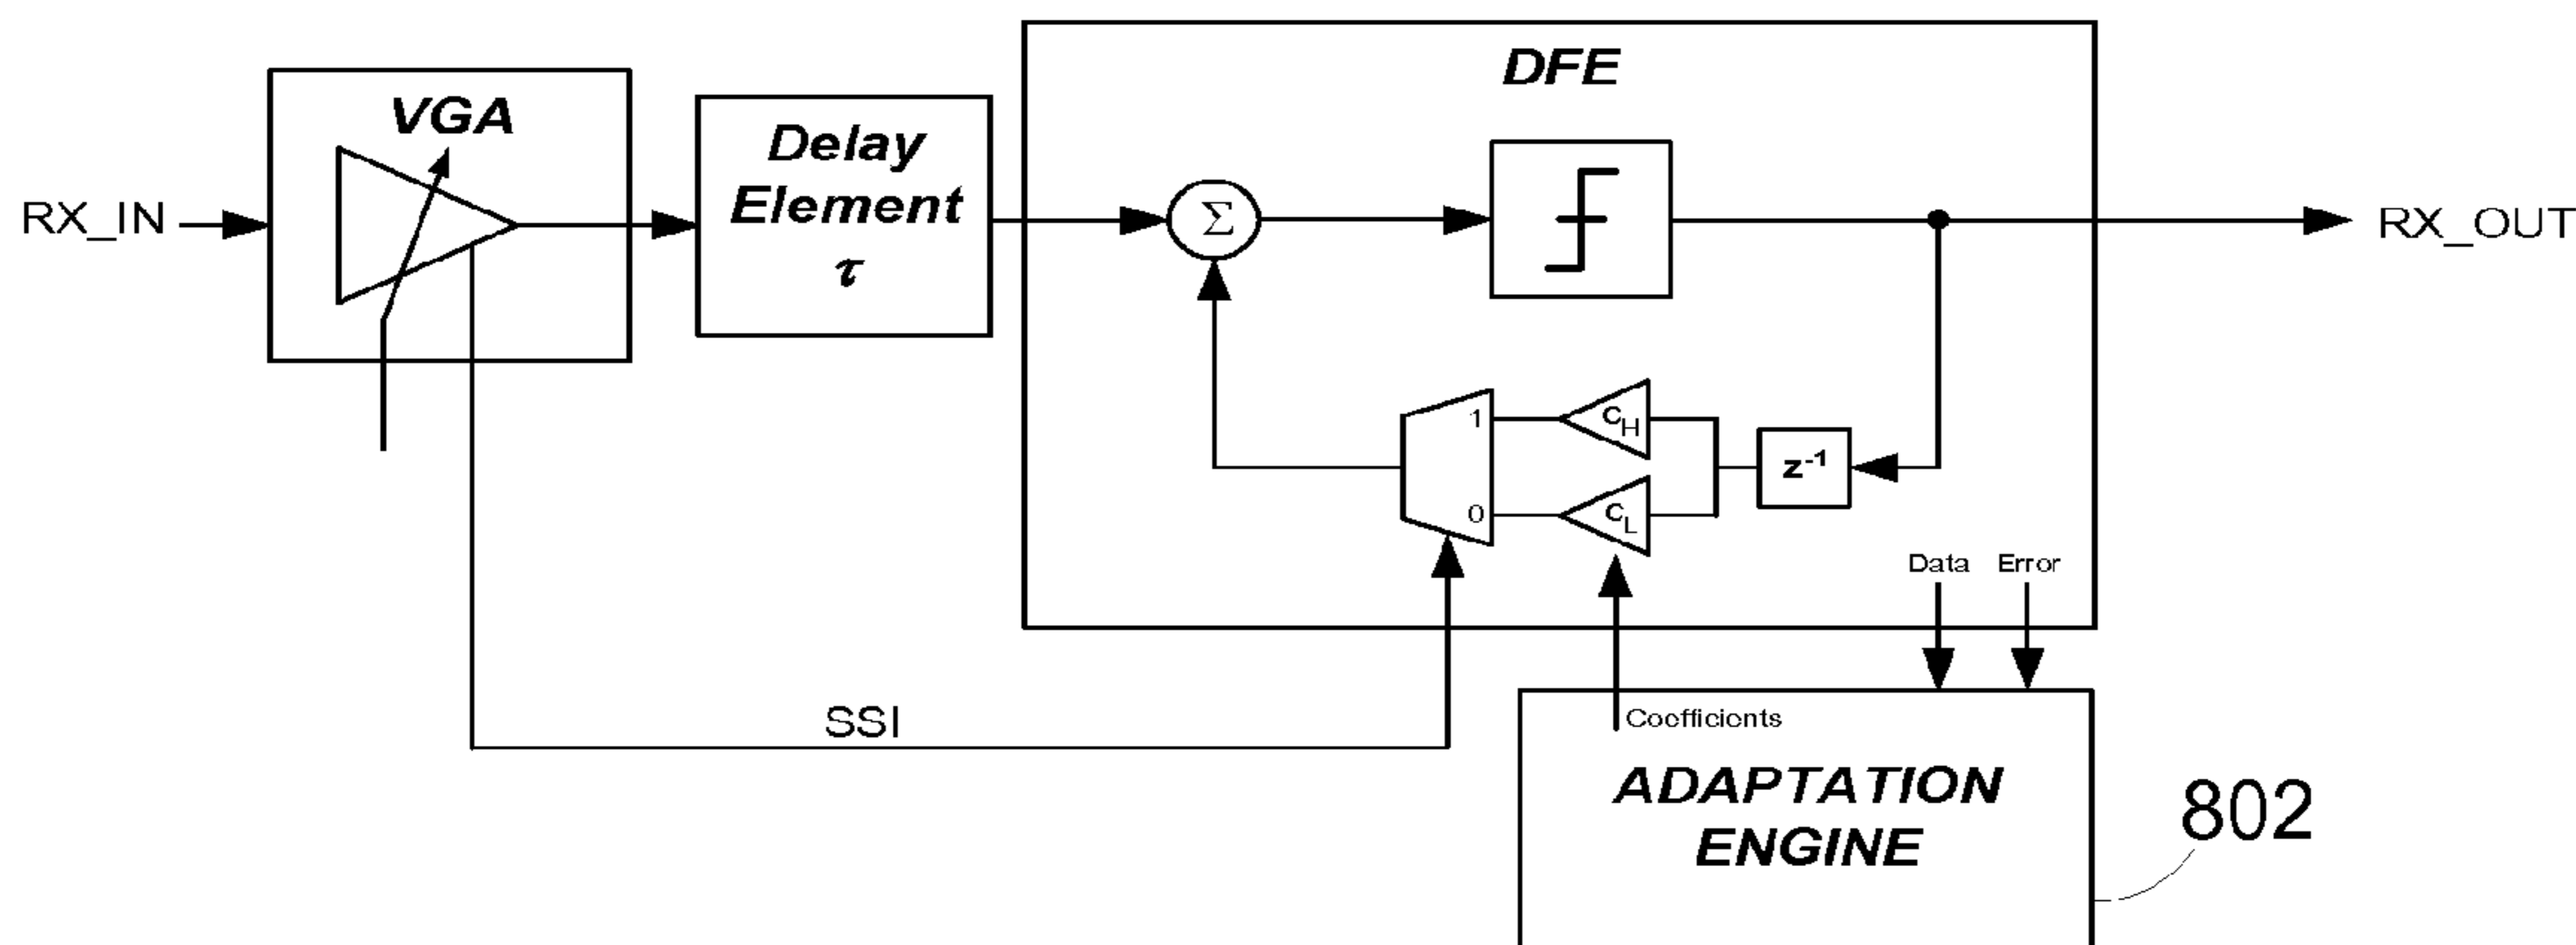 DFE
VGA
Delay
Element
τ
RX_IN
Σ
RX_OUT
1
C_H
z⁻¹
0
C_L
Data
Error
SSI
Coefficients
ADAPTATION
ENGINE
802